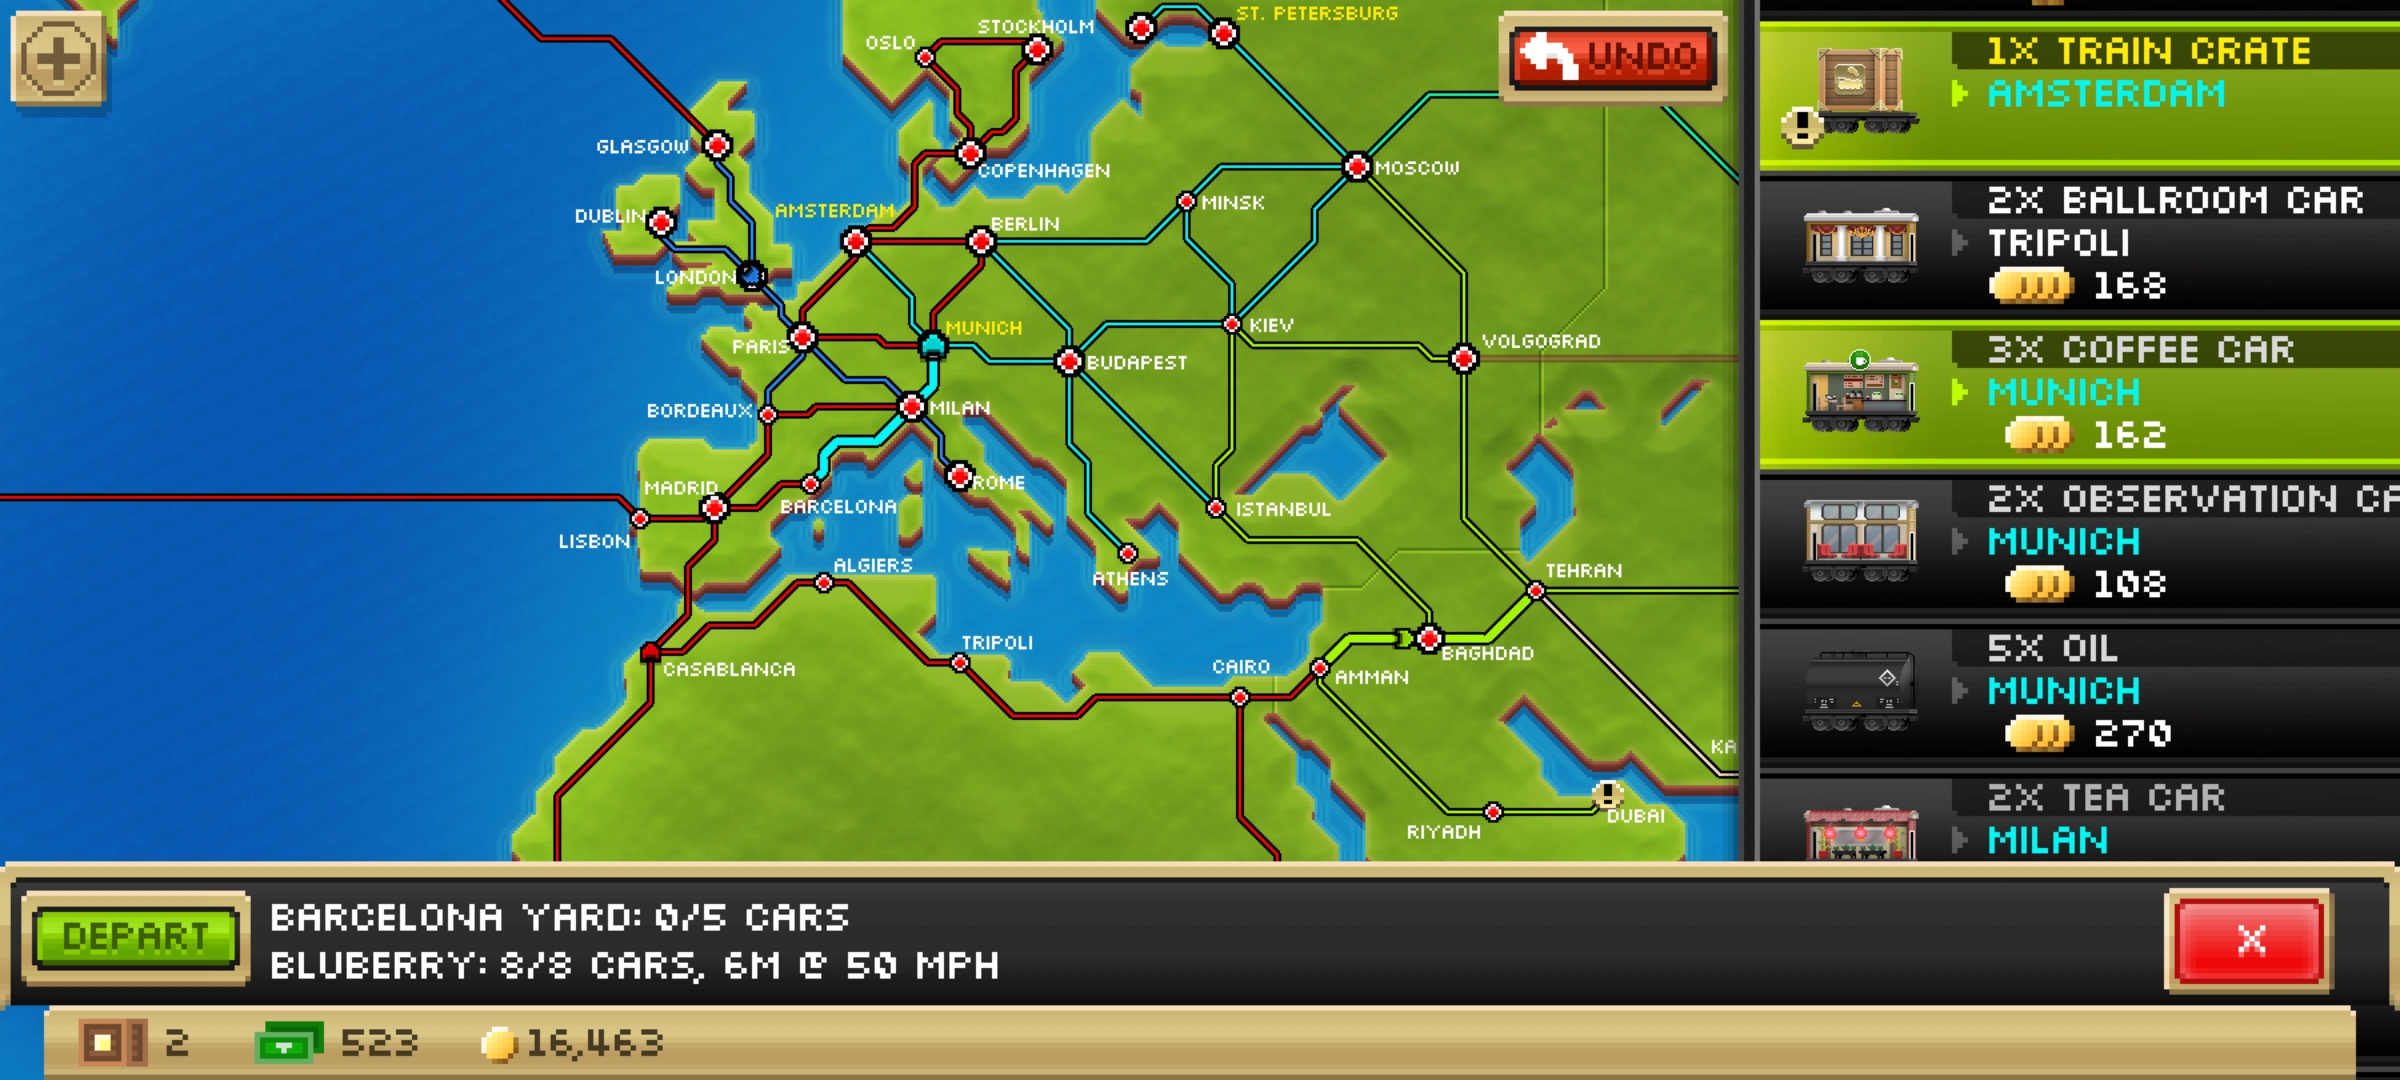 ST. PETERSBURG
STOCKHOLM
OSLO
UNDO
GLASGOW
COPENHAGEN
MOSCOW
MINSK
DUBLIN
AMSTERDAM
BERLIN
LONDON
MUNICH
KIEV
PARIS
VOLGOGRAD
BUDAPEST
BORDEAUX
MILAN
MADRID
ROME
BARCELONA
ISTANBUL
LISBON
ALGIERS
ATHENS
TEHRAN
TRIPOLI
BAGHDAD
CASABLANCA
CAIRO
AMMAN
KA
DUBAI
RIYADH
1X TRAIN CRATE
AMSTERDAM
2X BALLROOM CAR
TRIPOLI
168
3X COFFEE CAR
MUNICH
162
2X OBSERVATION CA
MUNICH
108
5X OIL
MUNICH
270
2X TEA CAR
MILAN
DEPART
BARCELONA YARD: 0/5 CARS
BLUBERRY: 8/8 CARS, 6M @ 50 MPH
X
2
523
16,463